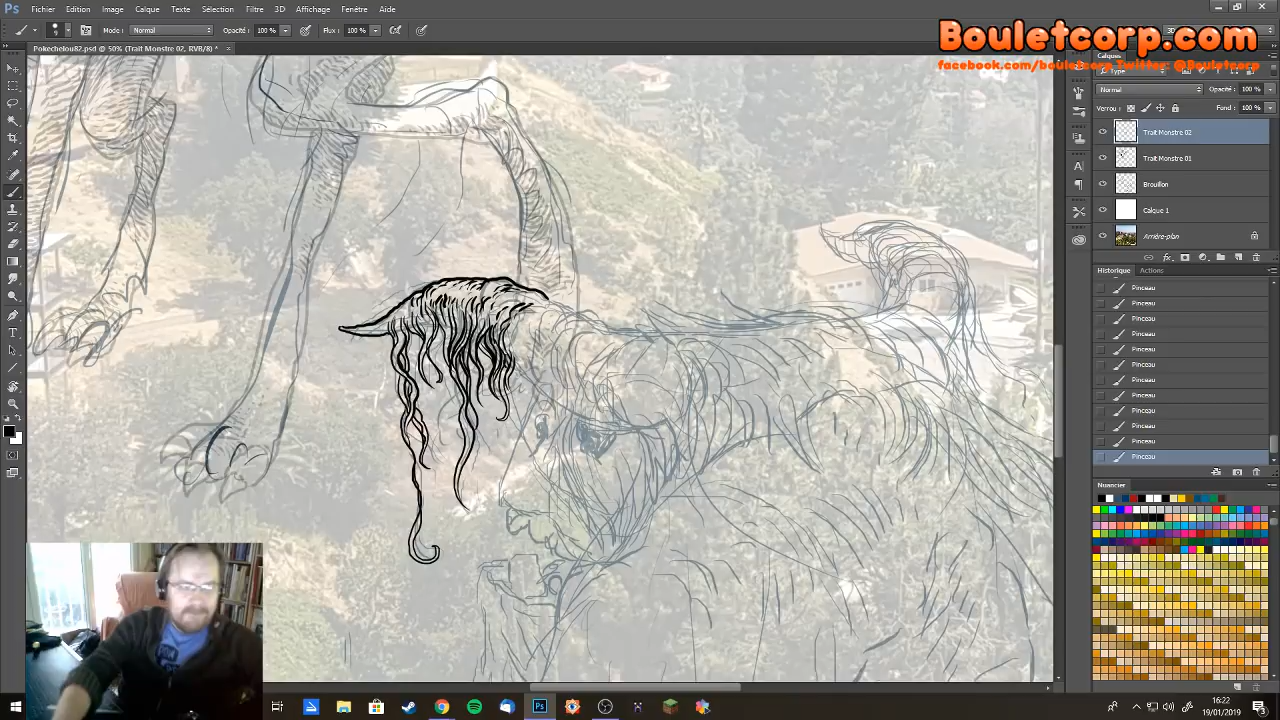 Ps Fichier Edition Image Calque Texte Sélection Filtre 3D Affichage Fenêtre Aide
Mode : Normal Opacité : 100 % Flux : 100 %
Bouletcorp.com
facebook.com/bouletcorp Twitter: @Bouletcorp
Pokechelou82.psd @ 50% (Trait Monstre 02, RVB/8) *
Calques
Type
Normal Opacité : 100 %
Verrou : Fond : 100 %
Trait Monstre 02
Trait Monstre 01
Brouillon
Calque 1
Arrière-plan
Historique Actions
Pinceau
Pinceau
Pinceau
Pinceau
Pinceau
Pinceau
Pinceau
Pinceau
Pinceau
Pinceau
Pinceau
Pinceau
Nuancier
16:22
19/01/2019